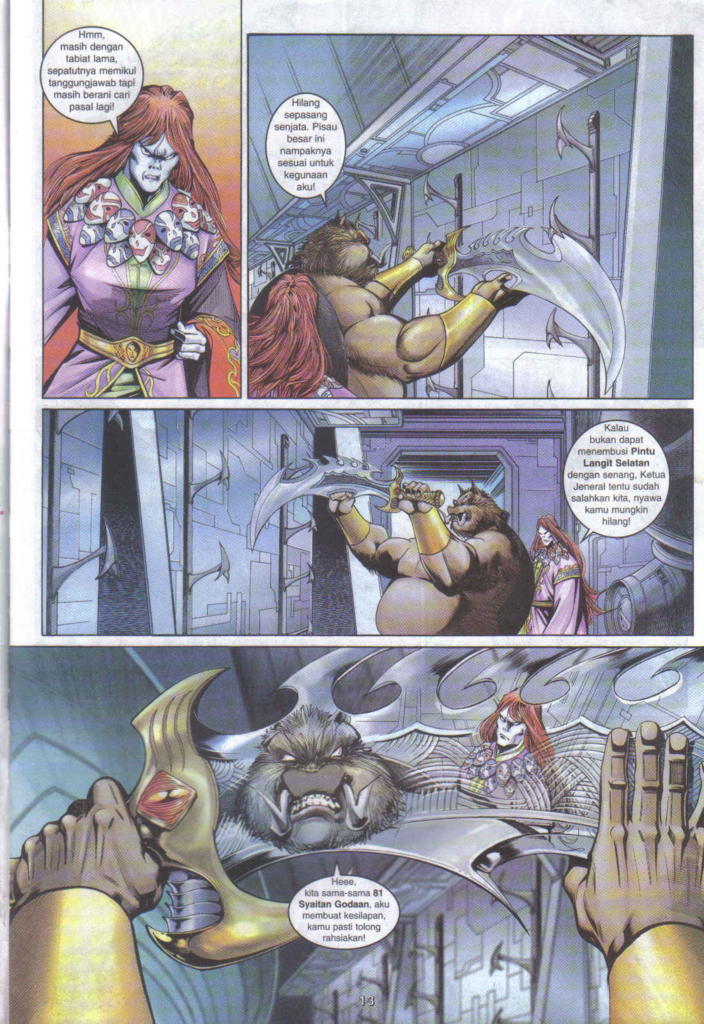 Hmm,
masih dengan
tabiat lama,
sepatutnya memikul
tanggungjawab tapi
masih berani cari
pasal lagi!
Hilang
sepasang
senjata. Pisau
besar ini
nampaknya
sesuai untuk
kegunaan
aku!
Kalau
bukan dapat
menembusi Pintu
Langit Selatan
dengan senang, Ketua
Jeneral tentu sudah
salahkan kita, nyawa
kamu mungkin
hilang!
Heee,
kita sama-sama 81
Syaitan Godaan, aku
membuat kesilapan,
kamu pasti tolong
rahsiakan!
13